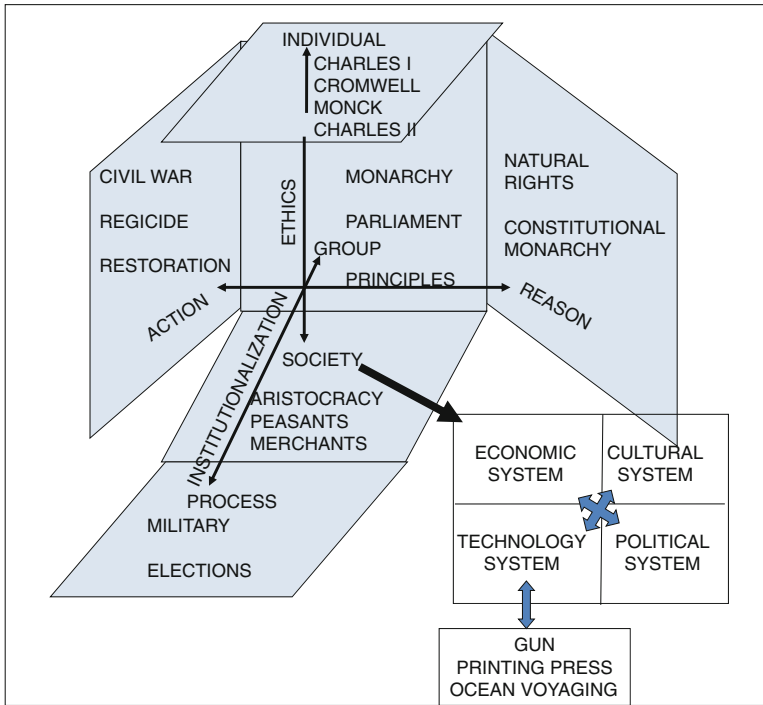 INDIVIDUAL
CHARLES I
CROMWELL
MONCK
CHARLES II
CIVIL WAR
REGICIDE
RESTORATION
ACTION
ETHICS
MONARCHY
PARLIAMENT
GROUP
PRINCIPLES
NATURAL
RIGHTS
CONSTITUTIONAL
MONARCHY
REASON
INSTITUTIONALIZATION
SOCIETY
ARISTOCRACY
PEASANTS
MERCHANTS
PROCESS
MILITARY
ELECTIONS
ECONOMIC
SYSTEM
CULTURAL
SYSTEM
TECHNOLOGY
SYSTEM
POLITICAL
SYSTEM
GUN
PRINTING PRESS
OCEAN VOYAGING